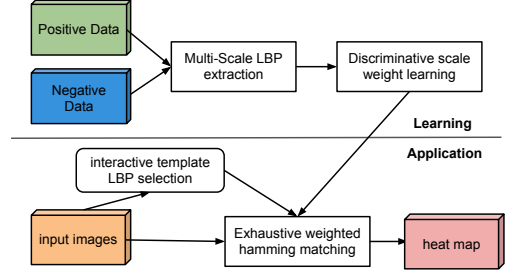 Positive Data
Negative
Data
Multi-Scale LBP
extraction
Discriminative scale
weight learning
Learning
Application
interactive template
LBP selection
input images
Exhaustive weighted
hamming matching
heat map